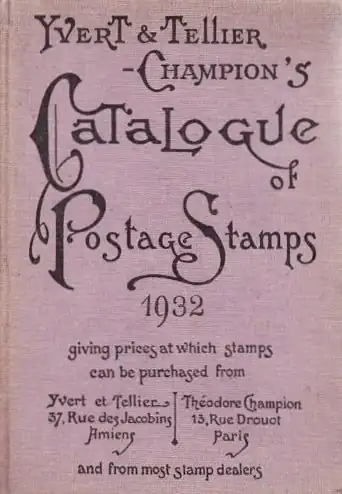 Yvert & Tellier
-Champion's
Catalogue
of
Postage Stamps
1932
giving prices at which stamps
can be purchased from
Yvert et Tellier
37, Rue des Jacobins
Amiens
Théodore Champion
13, Rue Drouot
Paris
and from most stamp dealers